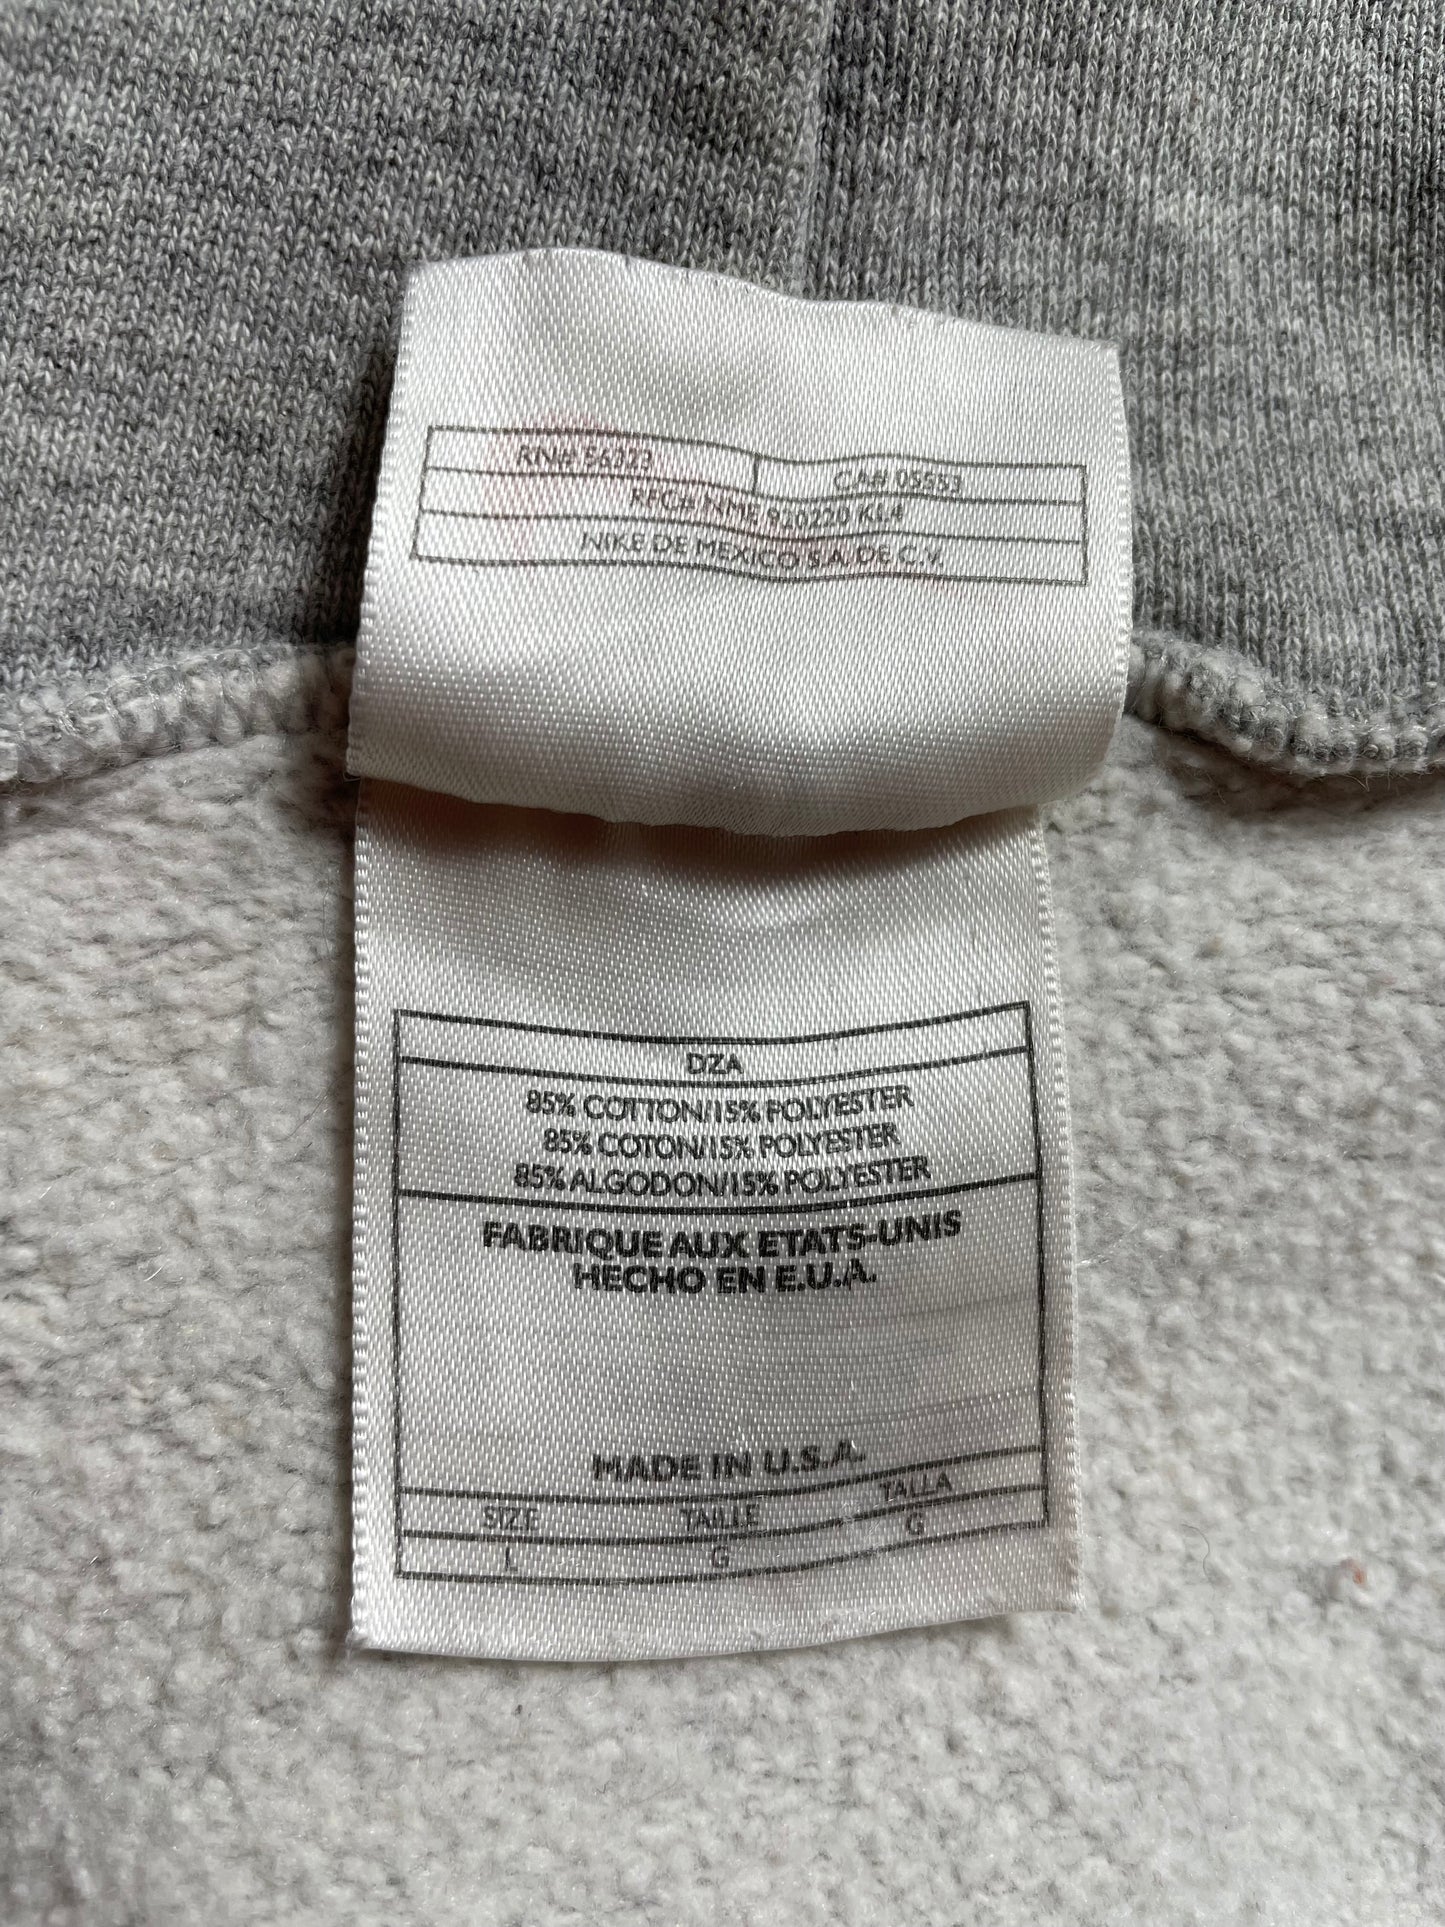 RN# 56323 CA# 05553
RFC# NME 920220 KL4
NIKE DE MEXICO S.A. DE C.V.
DZA
85% COTTON/15% POLYESTER
85% COTON/15% POLYESTER
85% ALGODON/15% POLYESTER
FABRIQUE AUX ETATS-UNIS
HECHO EN E.U.A.
MADE IN U.S.A.
SIZE TAILLE TALLA
L G G